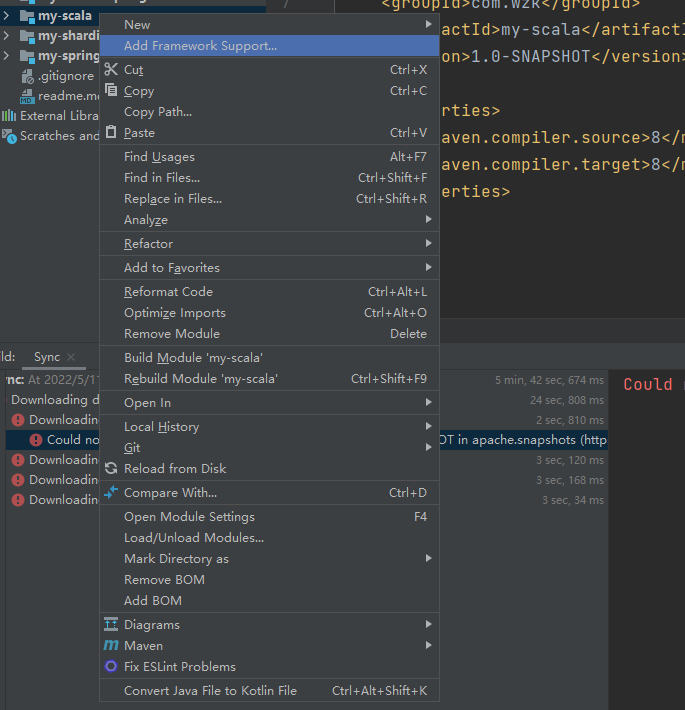 my-scala
my-shardi
my-spring
.gitignore
readme.m
External Libra
Scratches and
7
<groupId>com.wzk</groupId>
actId>my-scala</artifactI
on>1.0-SNAPSHOT</version>
erties>
aven.compiler.source>8</m
aven.compiler.target>8</m
erties>
New
Add Framework Support...
Cut Ctrl+X
Copy Ctrl+C
Copy Path...
Paste Ctrl+V
Find Usages Alt+F7
Find in Files... Ctrl+Shift+F
Replace in Files... Ctrl+Shift+R
Analyze
Refactor
Add to Favorites
Reformat Code Ctrl+Alt+L
Optimize Imports Ctrl+Alt+O
Remove Module Delete
Build Module 'my-scala'
Rebuild Module 'my-scala' Ctrl+Shift+F9
Open In
Local History
Git
Reload from Disk
Compare With... Ctrl+D
Open Module Settings F4
Load/Unload Modules...
Mark Directory as
Remove BOM
Add BOM
Diagrams
Maven
Fix ESLint Problems
Convert Java File to Kotlin File Ctrl+Alt+Shift+K
ld: Sync
nc: At 2022/5/11 5 min, 42 sec, 674 ms
Downloading d 24 sec, 808 ms
Downloading 2 sec, 810 ms
Could no OT in apache.snapshots (http
Downloading 3 sec, 120 ms
Downloading 3 sec, 168 ms
Downloading 3 sec, 34 ms
Could